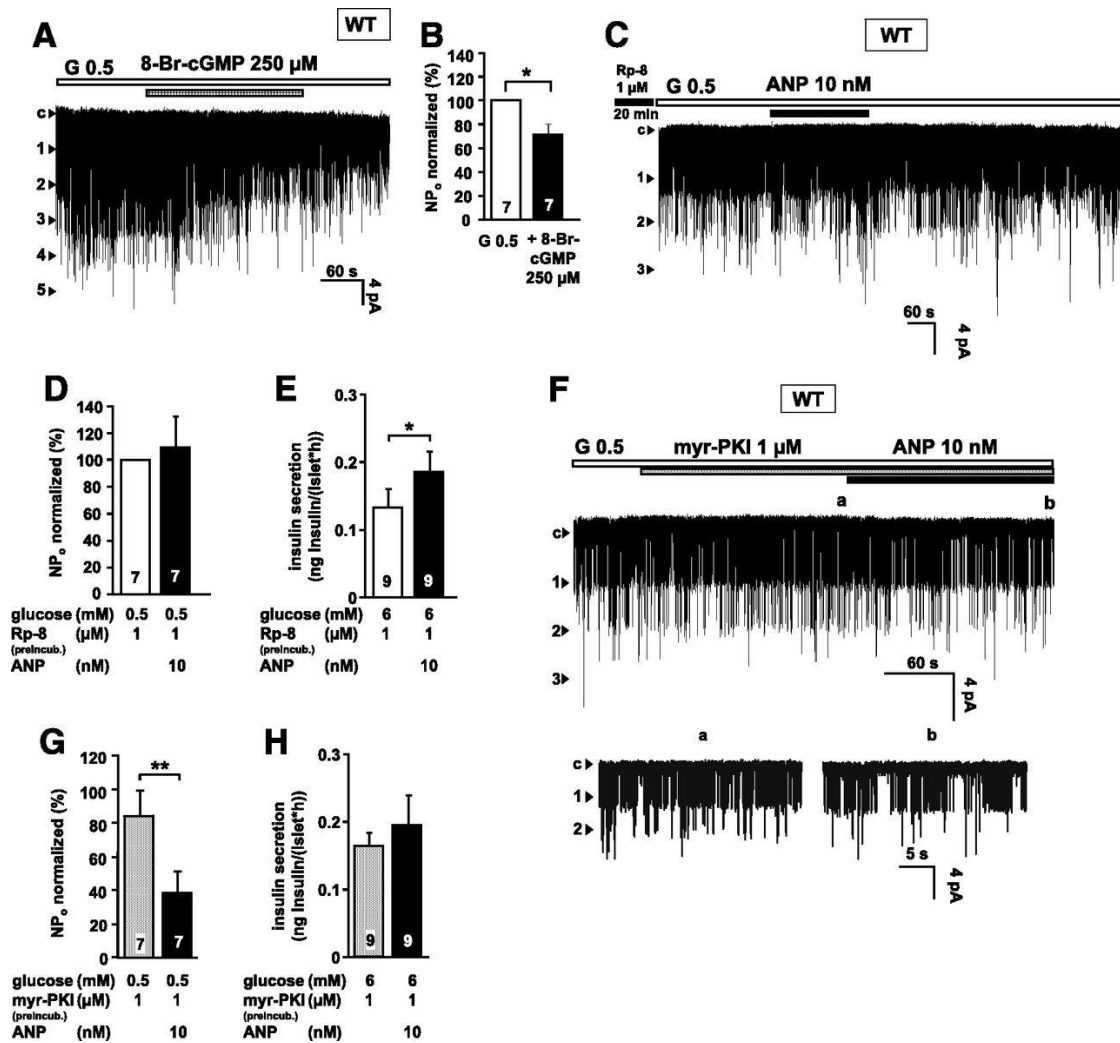 A
WT
G 0.5 8-Br-cGMP 250 µM
c
1
2
3
4
5
60 s
4 pA
B
NPo normalized (%)
140
120
100
80
60
40
20
0
*
7
7
G 0.5
+ 8-Br-
cGMP
250 µM
C
WT
Rp-8
1 µM
20 min
G 0.5
ANP 10 nM
c
1
2
3
60 s
4 pA
D
NPo normalized (%)
140
120
100
80
60
40
20
0
7
7
glucose (mM) 0.5 0.5
Rp-8 (µM) 1 1
(preincub.)
ANP (nM) 10
E
insulin secretion
(ng Insulin/(Islet*h))
0.3
0.2
0.1
0
*
9
9
glucose (mM) 6 6
Rp-8 (µM) 1 1
(preincub.)
ANP (nM) 10
F
WT
G 0.5
myr-PKI 1 µM
ANP 10 nM
a
b
c
1
2
3
60 s
4 pA
a
b
c
1
2
5 s
4 pA
G
NPo normalized (%)
120
100
80
60
40
20
0
**
7
7
glucose (mM) 0.5 0.5
myr-PKI (µM) 1 1
(preincub.)
ANP (nM) 10
H
insulin secretion
(ng Insulin/(Islet*h))
0.3
0.2
0.1
0
9
9
glucose (mM) 6 6
myr-PKI (µM) 1 1
(preincub.)
ANP (nM) 10